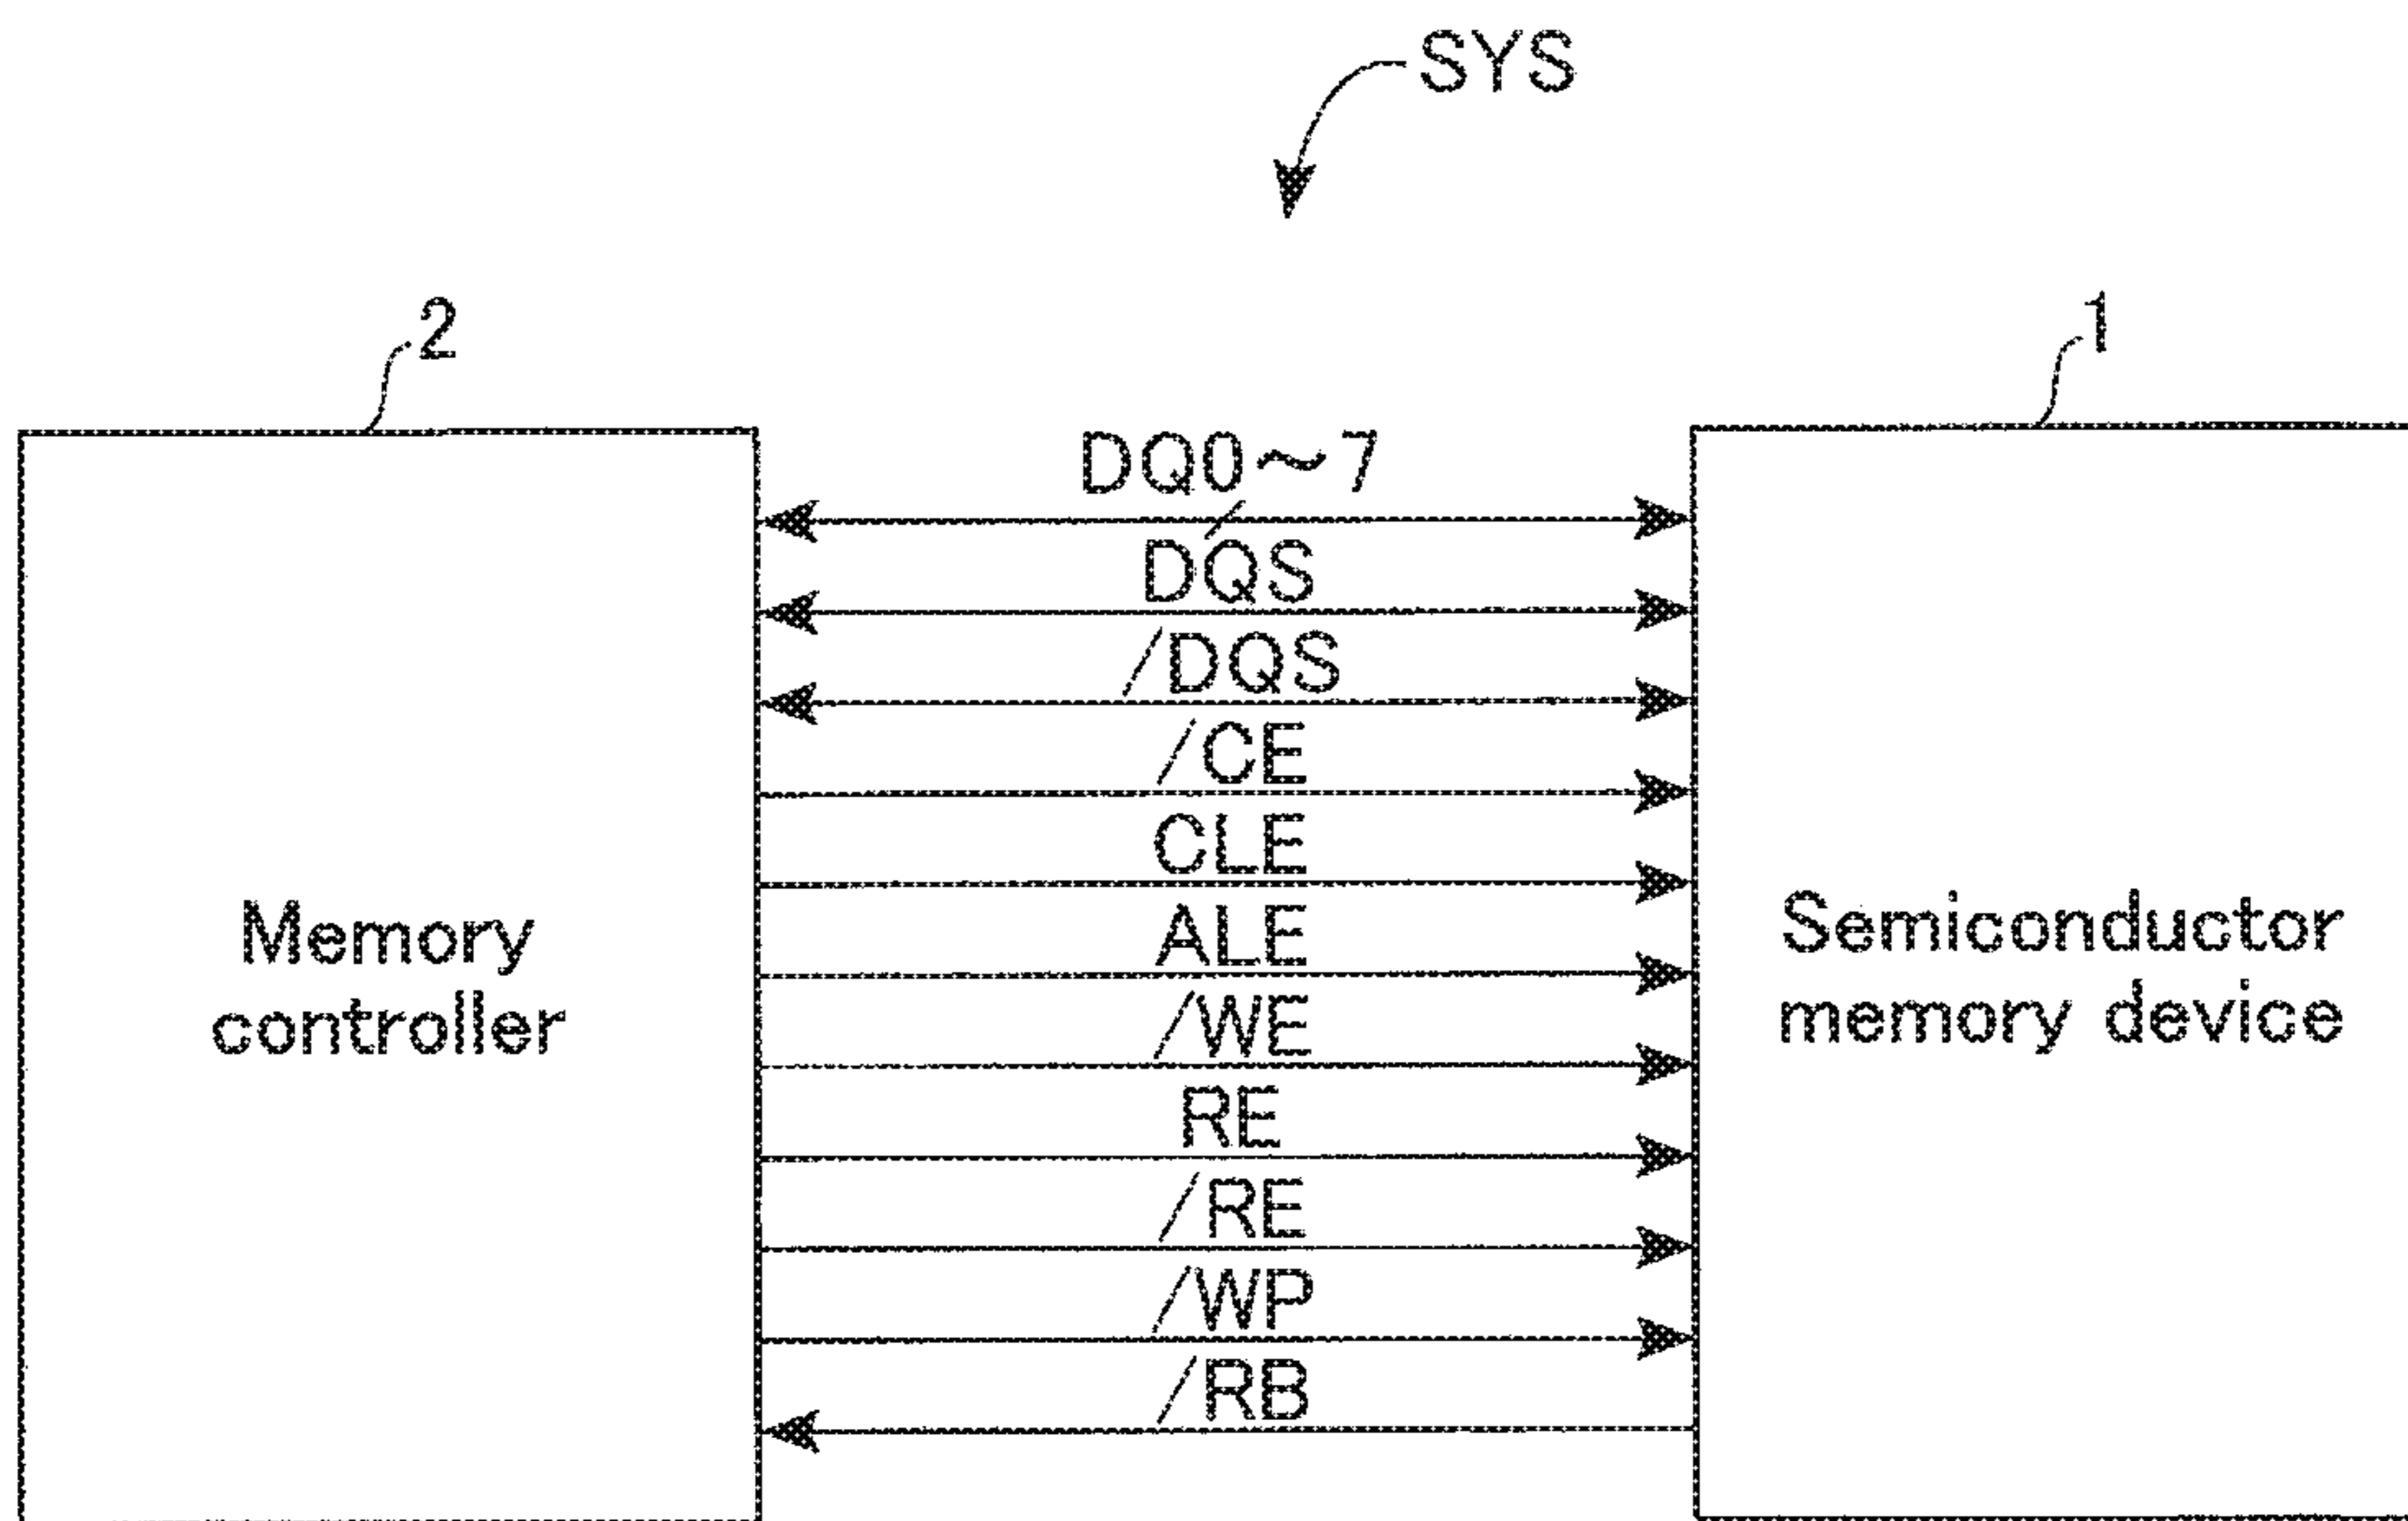 SYS
2
1
DQ0～7
DQS
/DQS
/CE
CLE
ALE
/WE
RE
/RE
/WP
/RB
Memory
controller
Semiconductor
memory device